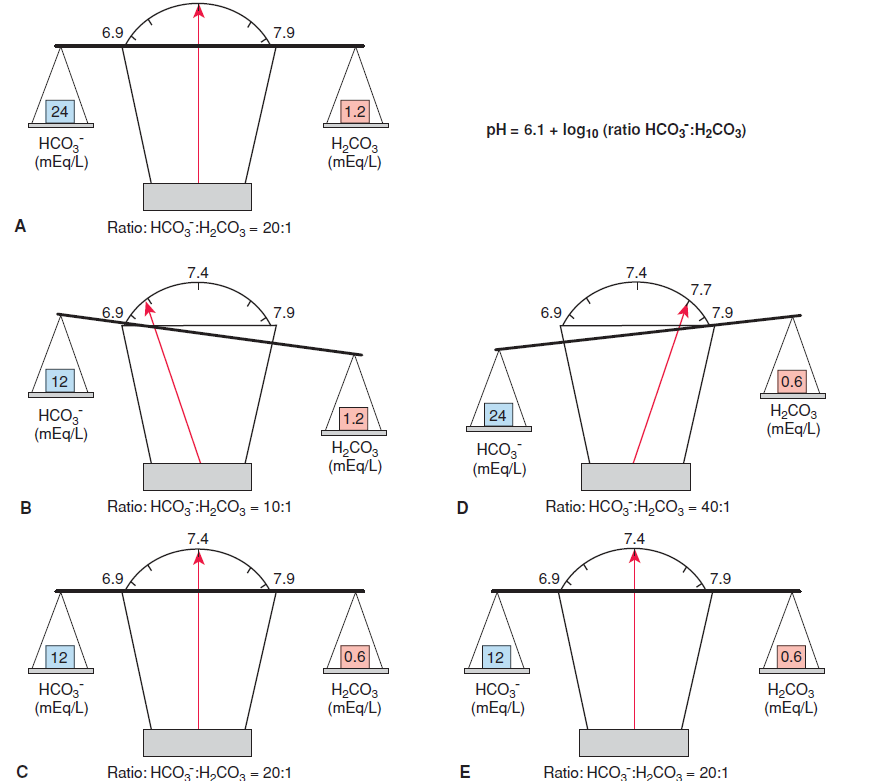 6.9 7.9
24 1.2
HCO₃⁻ H₂CO₃
(mEq/L) (mEq/L)
A Ratio: HCO₃⁻:H₂CO₃ = 20:1
pH = 6.1 + log₁₀ (ratio HCO₃⁻:H₂CO₃)
7.4
6.9 7.9
12 1.2
HCO₃⁻ H₂CO₃
(mEq/L) (mEq/L)
B Ratio: HCO₃⁻:H₂CO₃ = 10:1
7.4
7.7
6.9 7.9
24 0.6
HCO₃⁻ H₂CO₃
(mEq/L) (mEq/L)
D Ratio: HCO₃⁻:H₂CO₃ = 40:1
7.4
6.9 7.9
12 0.6
HCO₃⁻ H₂CO₃
(mEq/L) (mEq/L)
C Ratio: HCO₃⁻:H₂CO₃ = 20:1
7.4
6.9 7.9
12 0.6
HCO₃⁻ H₂CO₃
(mEq/L) (mEq/L)
E Ratio: HCO₃⁻:H₂CO₃ = 20:1